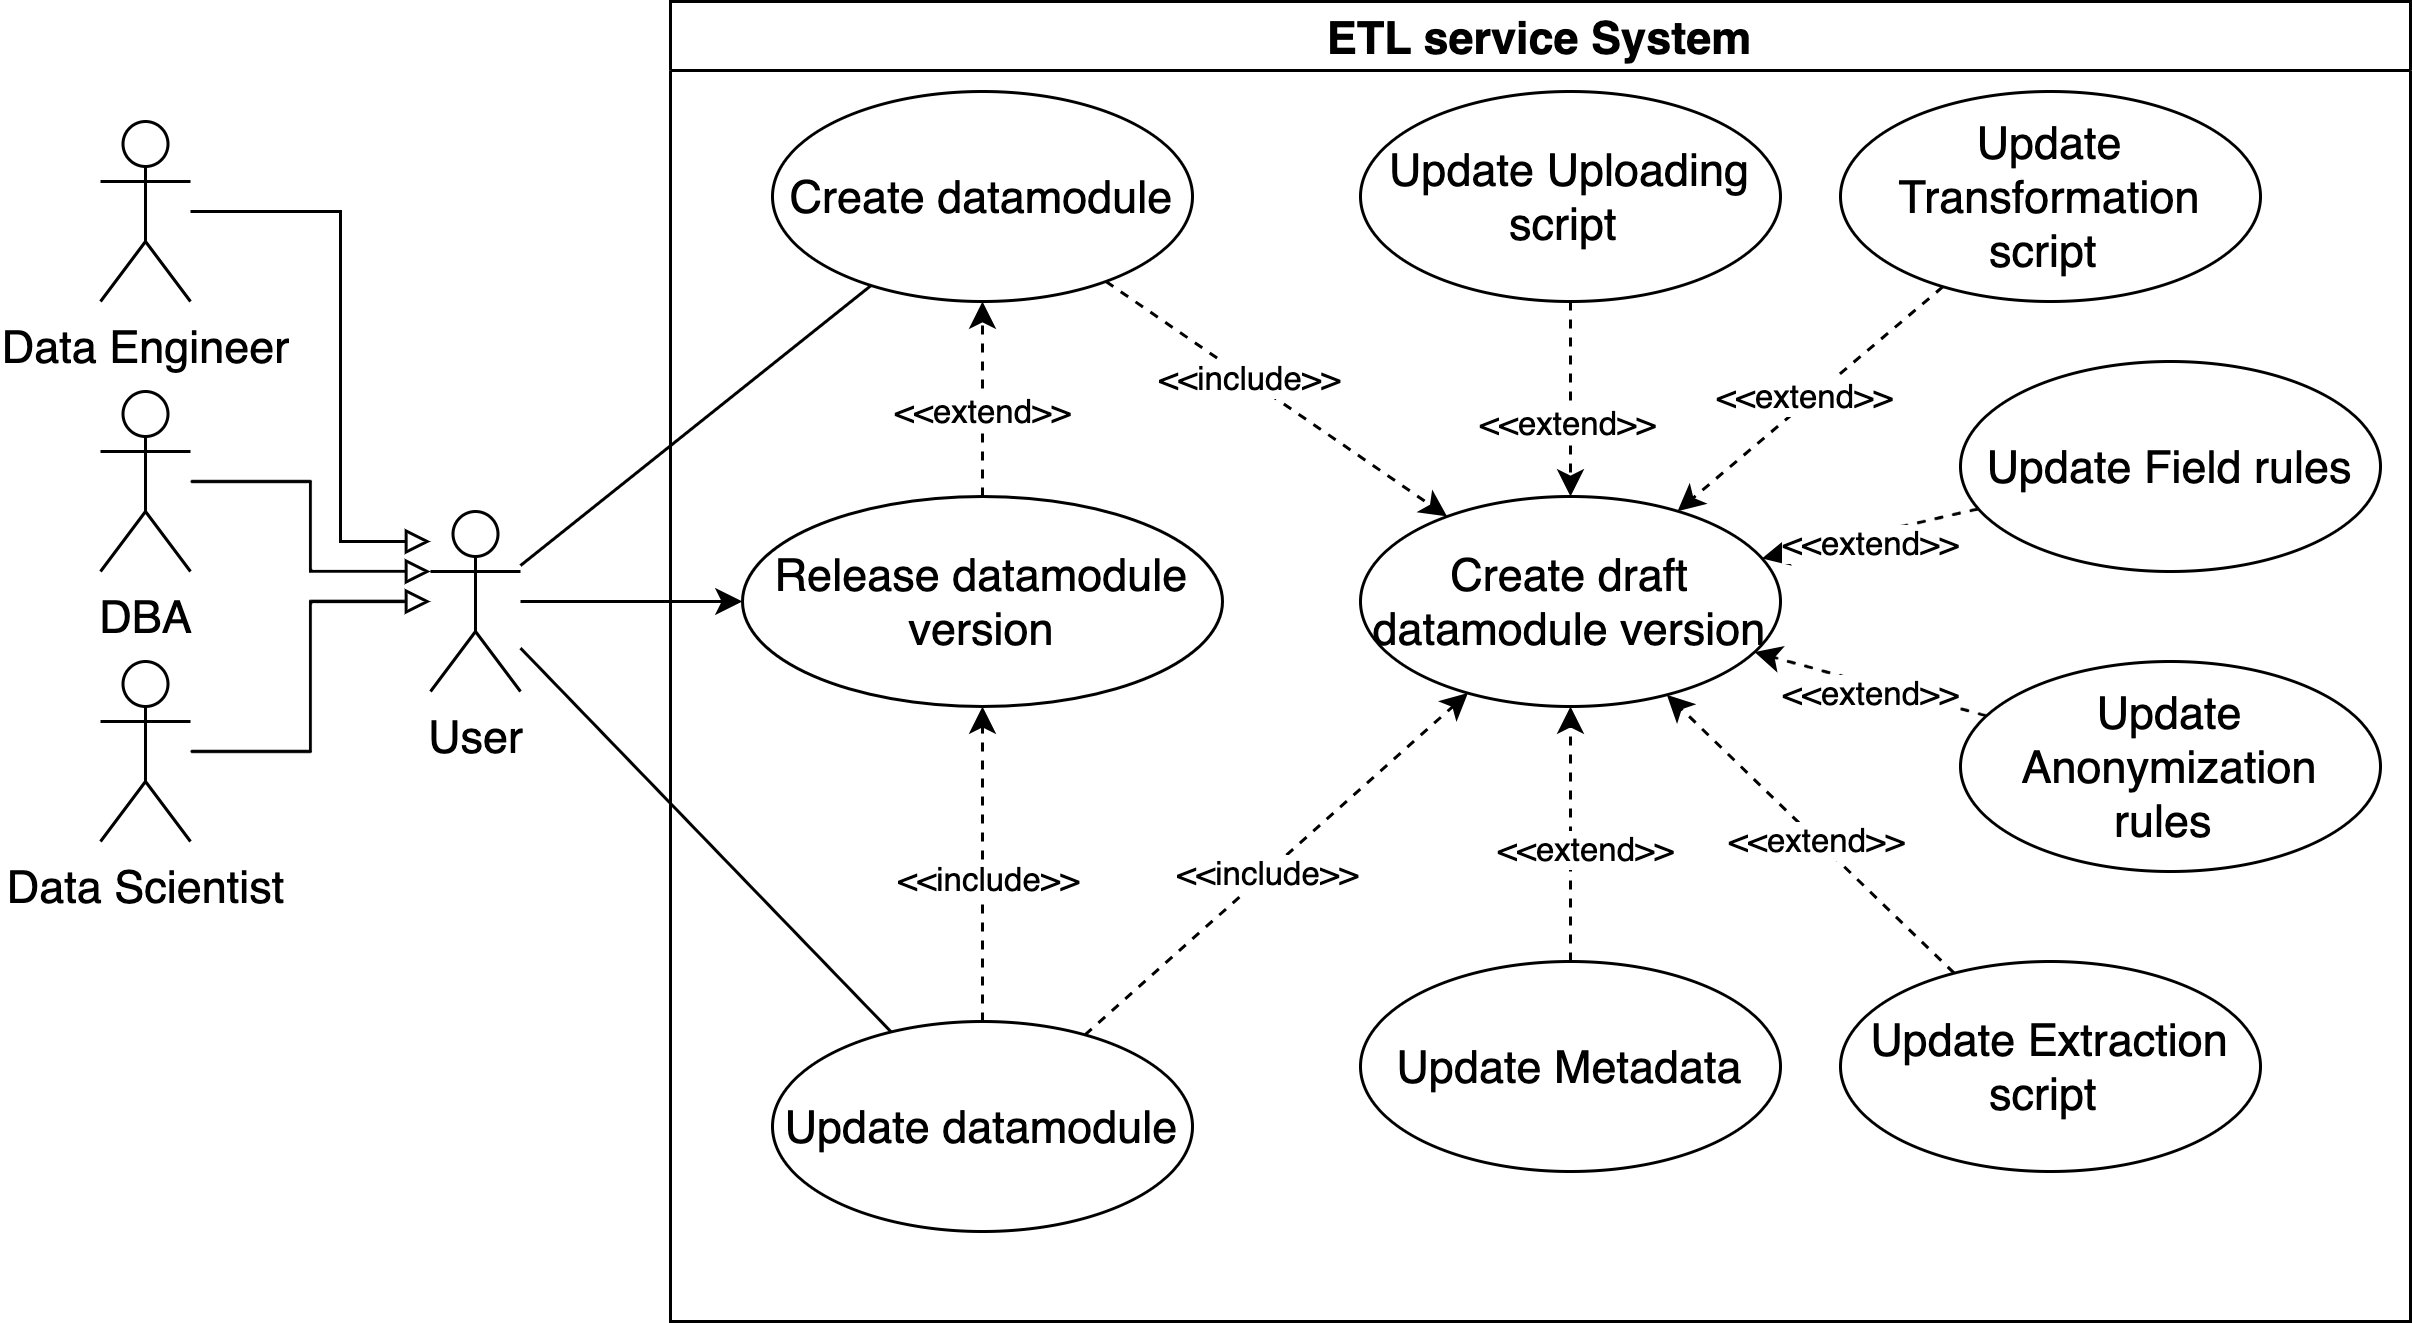 ETL service System
Data Engineer
DBA
Data Scientist
User
Create datamodule
Update Uploading
script
Update
Transformation
script
<<include>>
<<extend>>
<<extend>>
<<extend>>
Update Field rules
<<extend>>
Release datamodule
version
Create draft
datamodule version
<<extend>>
Update
Anonymization
rules
<<include>>
<<include>>
<<extend>>
<<extend>>
Update datamodule
Update Metadata
Update Extraction
script